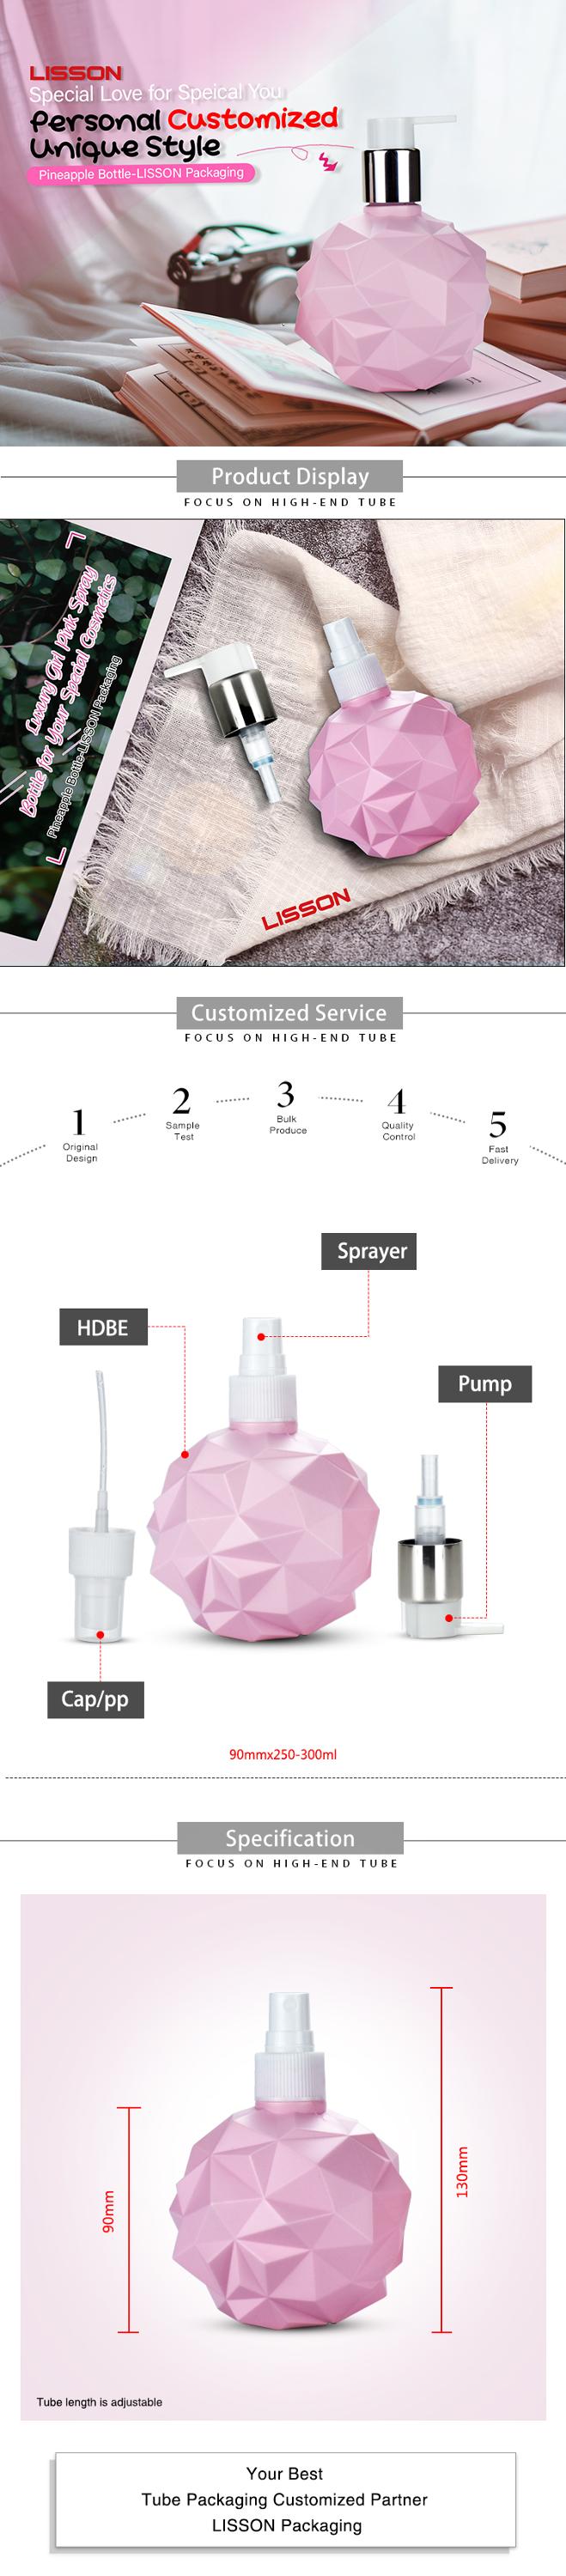 LISSON
Special Love for Speical You
Personal Customized
Unique Style
Pineapple Bottle-LISSON Packaging
Product Display
FOCUS ON HIGH-END TUBE
Luxury Girl Pink Spray
Bottle for Your Special Cosmetics
Pineapple Bottle-LISSON Packaging
LISSON
Customized Service
FOCUS ON HIGH-END TUBE
1
Original
Design
2
Sample
Test
3
Bulk
Produce
4
Quality
Control
5
Fast
Delivery
Sprayer
HDBE
Pump
Cap/pp
90mmx250-300ml
Specification
FOCUS ON HIGH-END TUBE
90mm
130mm
Tube length is adjustable
Your Best
Tube Packaging Customized Partner
LISSON Packaging